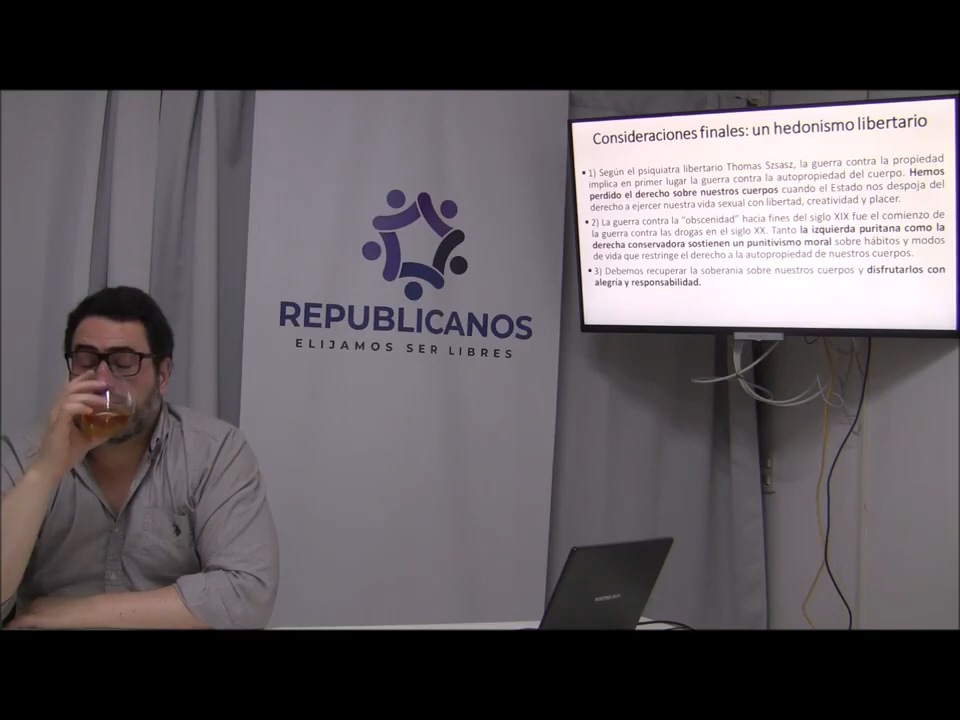 REPUBLICANOS
ELIJAMOS SER LIBRES
Consideraciones finales: un hedonismo libertario
• 1) Según el psiquiatra libertario Thomas Szsasz, la guerra contra la propiedad
implica en primer lugar la guerra contra la autopropiedad del cuerpo. Hemos
perdido el derecho sobre nuestros cuerpos cuando el Estado nos despoja del
derecho a ejercer nuestra vida sexual con libertad, creatividad y placer.
• 2) La guerra contra la "obscenidad" hacia fines del siglo XIX fue el comienzo de
la guerra contra las drogas en el siglo XX. Tanto la izquierda puritana como la
derecha conservadora sostienen un punitivismo moral sobre hábitos y modos
de vida que restringe el derecho a la autopropiedad de nuestros cuerpos.
• 3) Debemos recuperar la soberania sobre nuestros cuerpos y disfrutarlos con
alegria y responsabilidad.